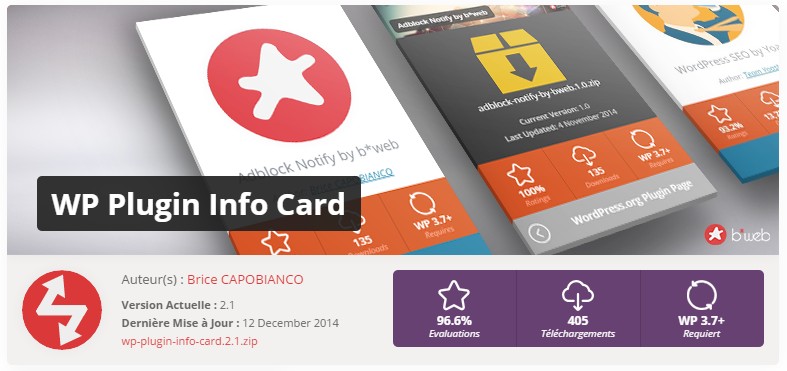 Adblock Notify by b*web
WordPress SEO by Yoa
Author: Team Yoast
adblock-notify-by-bweb.1.0.zip
Current Version: 1.0
Last Updated: 4 November 2014
93.2%
Ratings
Adblock Notify by b*web
100%
Ratings
135
Downloads
WP 3.7+
Requires
WordPress.org Plugin Page
135
Downloads
WP 3.7+
Requires
WP Plugin Info Card
b*web
Auteur(s) : Brice CAPOBIANCO
Version Actuelle : 2.1
Dernière Mise à Jour : 12 December 2014
wp-plugin-info-card.2.1.zip
96.6%
Evaluations
405
Téléchargements
WP 3.7+
Requiert